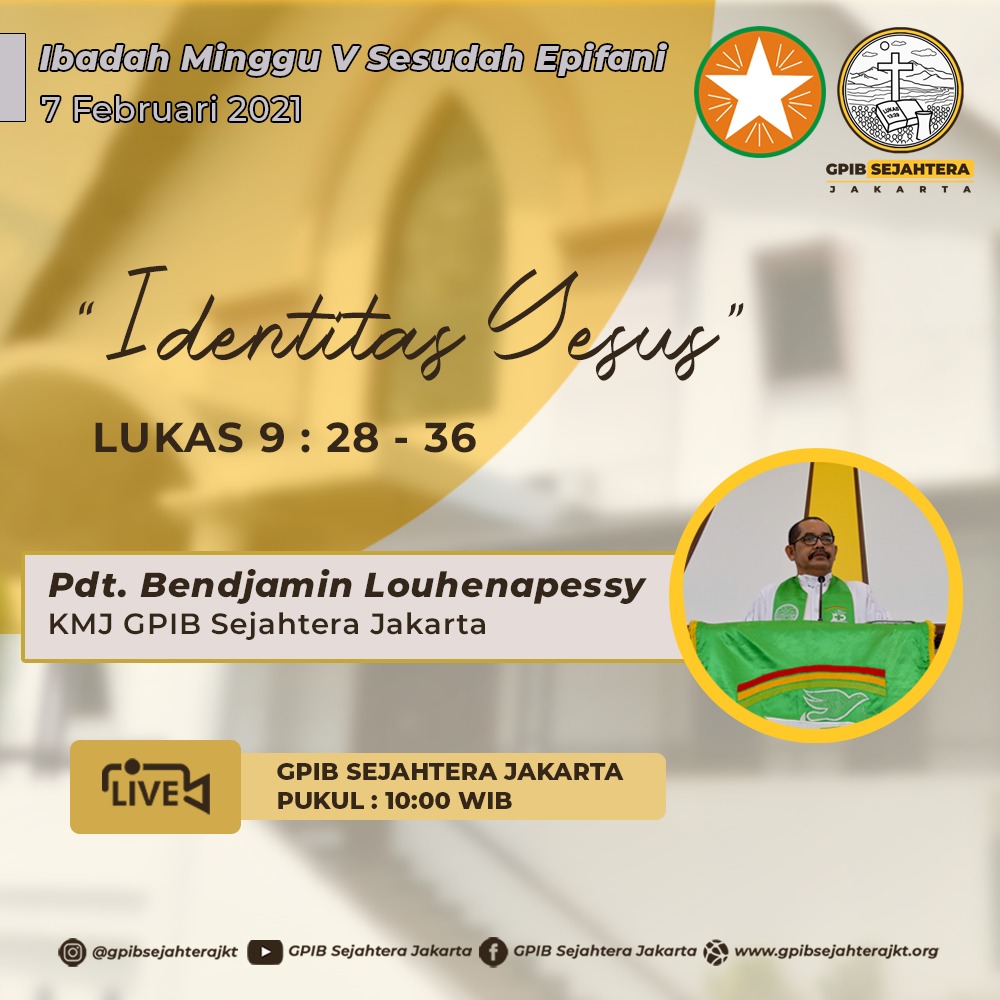 Ibadah Minggu V Sesudah Epifani
7 Februari 2021
GPIB SEJAHTERA
JAKARTA
"Identitas Yesus"
LUKAS 9 : 28 - 36
Pdt. Bendjamin Louhenapessy
KMJ GPIB Sejahtera Jakarta
LIVE
GPIB SEJAHTERA JAKARTA
PUKUL : 10:00 WIB
@gpibsejahterajkt GPIB Sejahtera Jakarta GPIB Sejahtera Jakarta www.gpibsejahterajkt.org